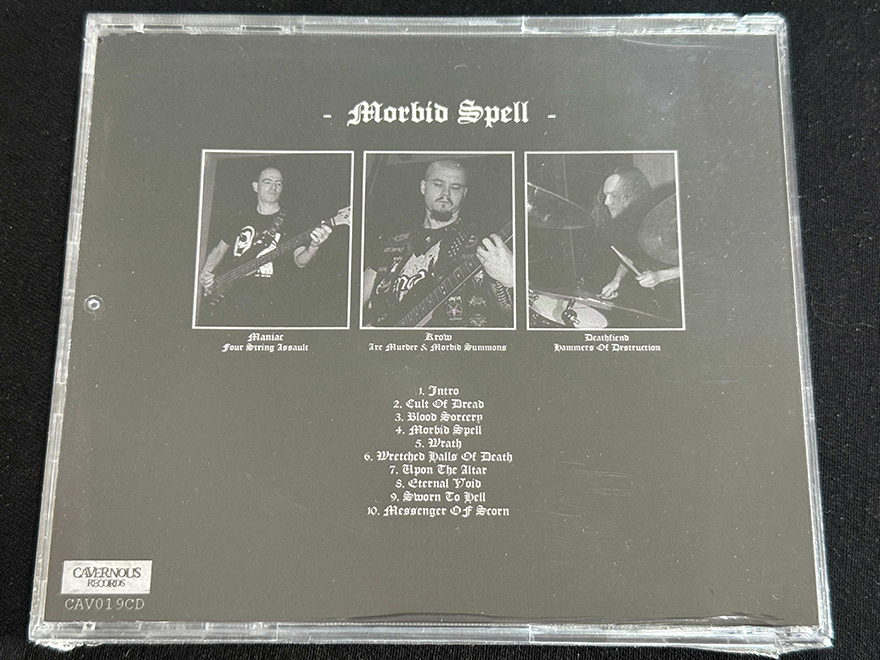 - Morbid Spell -
Maniac
Four String Assault
Krow
Axe Murder & Morbid Summons
Deathfiend
Hammers Of Destruction
1. Intro
2. Cult Of Dread
3. Blood Sorcery
4. Morbid Spell
5. Wrath
6. Wretched Halls Of Death
7. Upon The Altar
8. Eternal Void
9. Sworn To Hell
10. Messenger OF Scorn
CAVERNOUS
RECORDS
CAV019CD